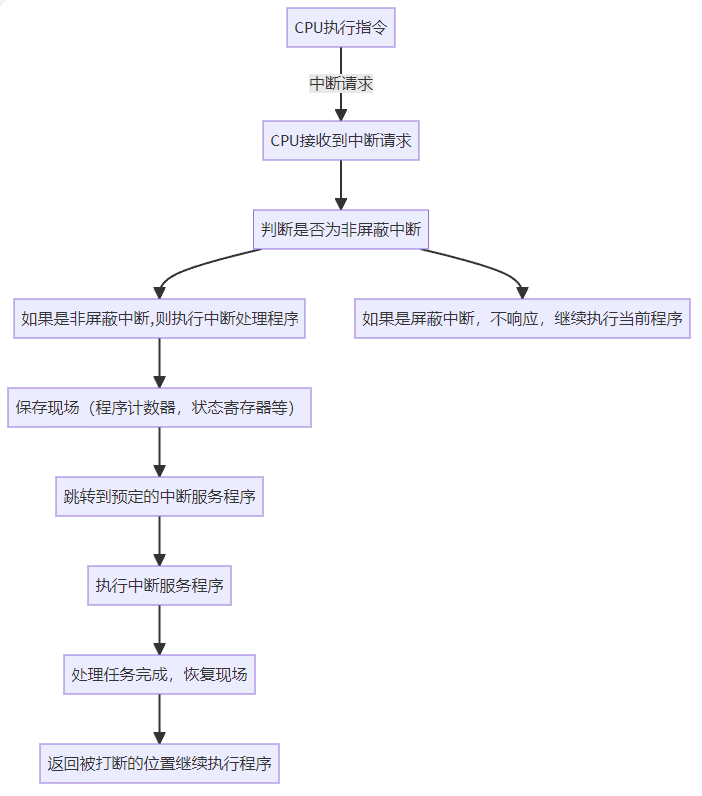 CPU执行指令
中断请求
CPU接收到中断请求
判断是否为非屏蔽中断
如果是非屏蔽中断,则执行中断处理程序
如果是屏蔽中断，不响应，继续执行当前程序
保存现场（程序计数器，状态寄存器等）
跳转到预定的中断服务程序
执行中断服务程序
处理任务完成，恢复现场
返回被打断的位置继续执行程序